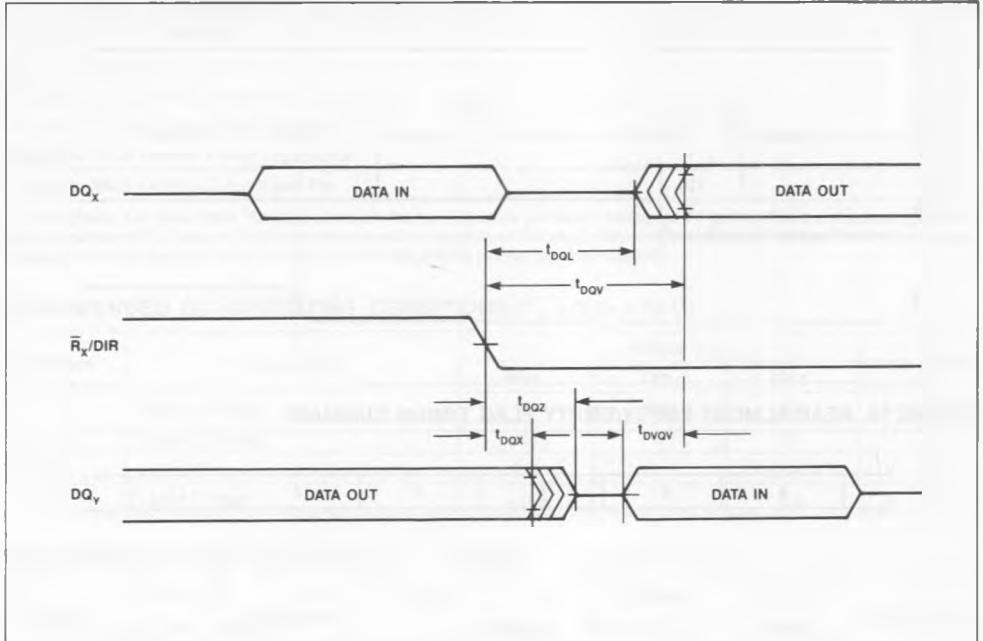 DQX DATA IN DATA OUT
tDQL
tDQV
R̅X/DIR
tDQZ
tDQX
tDVQV
DQY DATA OUT DATA IN